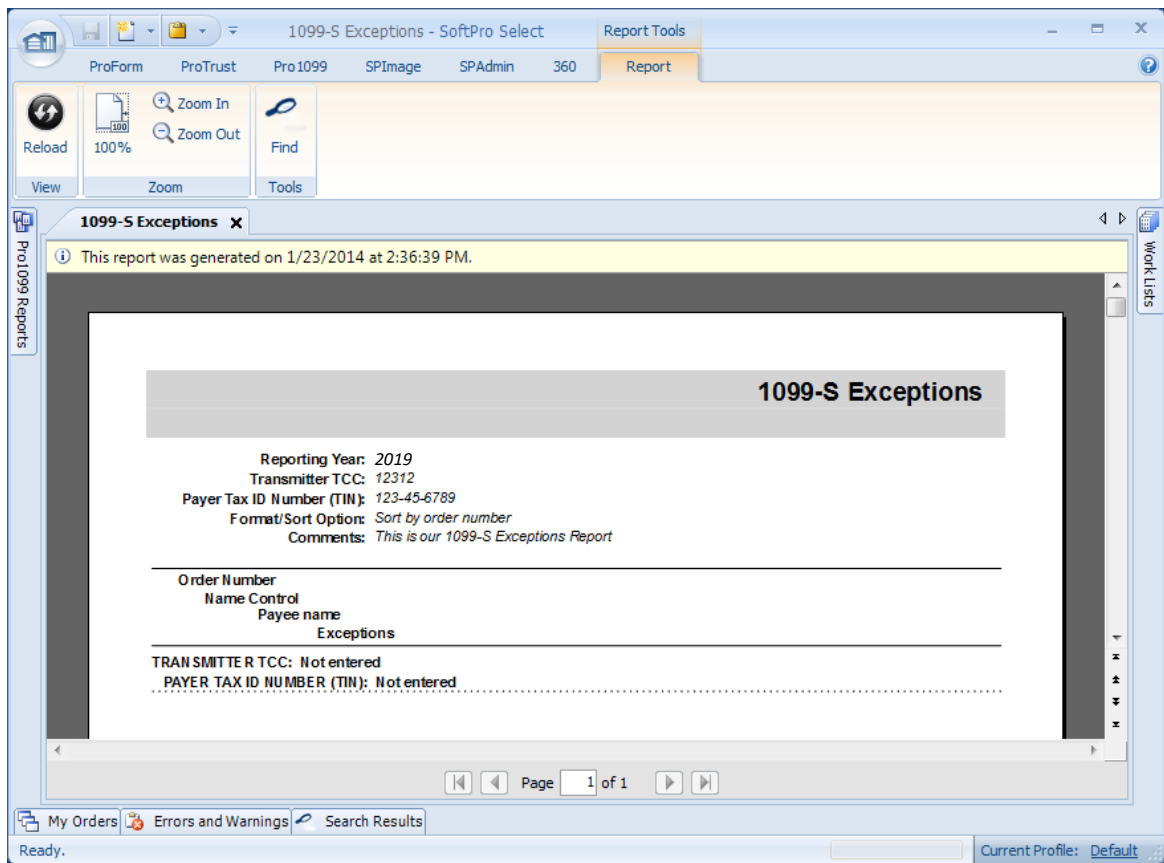 1099-S Exceptions - SoftPro Select
Report Tools
ProForm ProTrust Pro1099 SPImage SPAdmin 360 Report
Reload
100
100%
Zoom In
Zoom Out
Find
View Zoom Tools
1099-S Exceptions
Pro1099 Reports
Work Lists
This report was generated on 1/23/2014 at 2:36:39 PM.
1099-S Exceptions
Reporting Year: 2019
Transmitter TCC: 12312
Payer Tax ID Number (TIN): 123-45-6789
Format/Sort Option: Sort by order number
Comments: This is our 1099-S Exceptions Report
Order Number
Name Control
Payee name
Exceptions
TRANSMITTER TCC: Not entered
PAYER TAX ID NUMBER (TIN): Not entered
Page 1 of 1
My Orders Errors and Warnings Search Results
Ready. Current Profile: Default